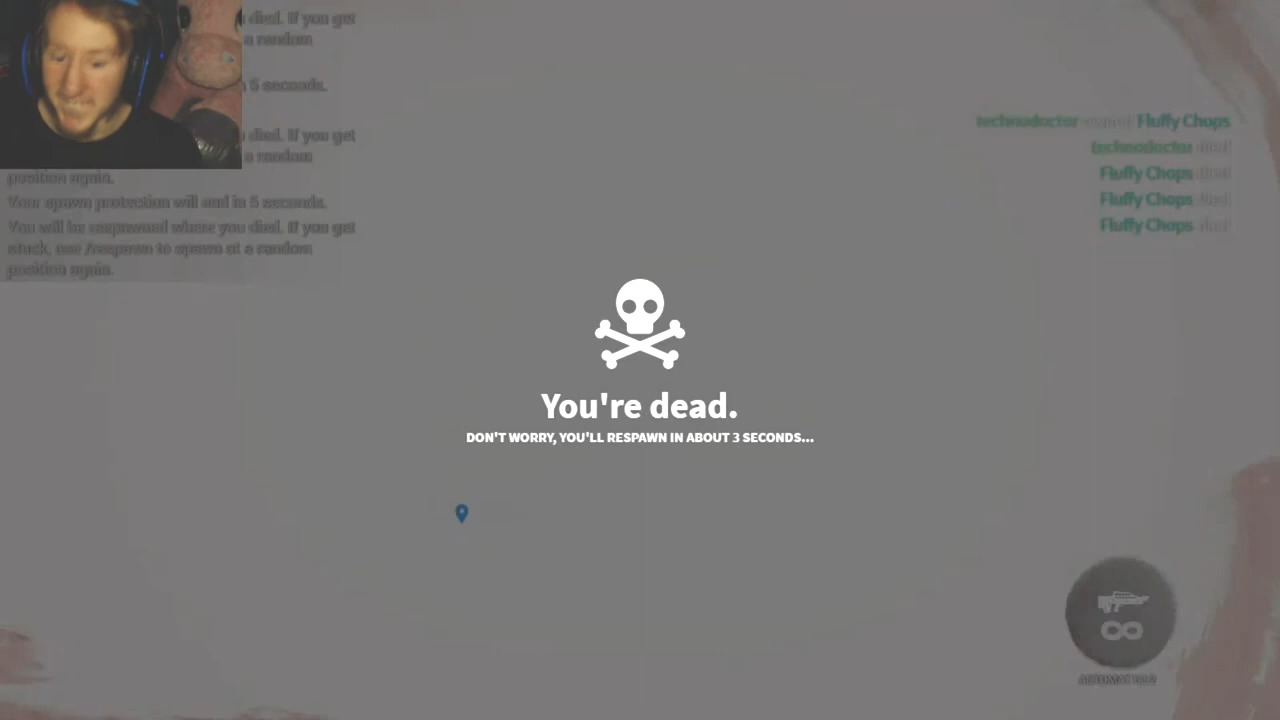 died. If you get
a random
5 seconds.
died. If you get
a random
position again.
Your spawn protection will end in 5 seconds.
You will be respawned where you died. If you get
stuck, use /respawn to spawn at a random
position again.
technodoctor Fluffy Chops
technodoctor died
Fluffy Chops died
Fluffy Chops died
Fluffy Chops died
You're dead.
DON'T WORRY, YOU'LL RESPAWN IN ABOUT 3 SECONDS...
∞